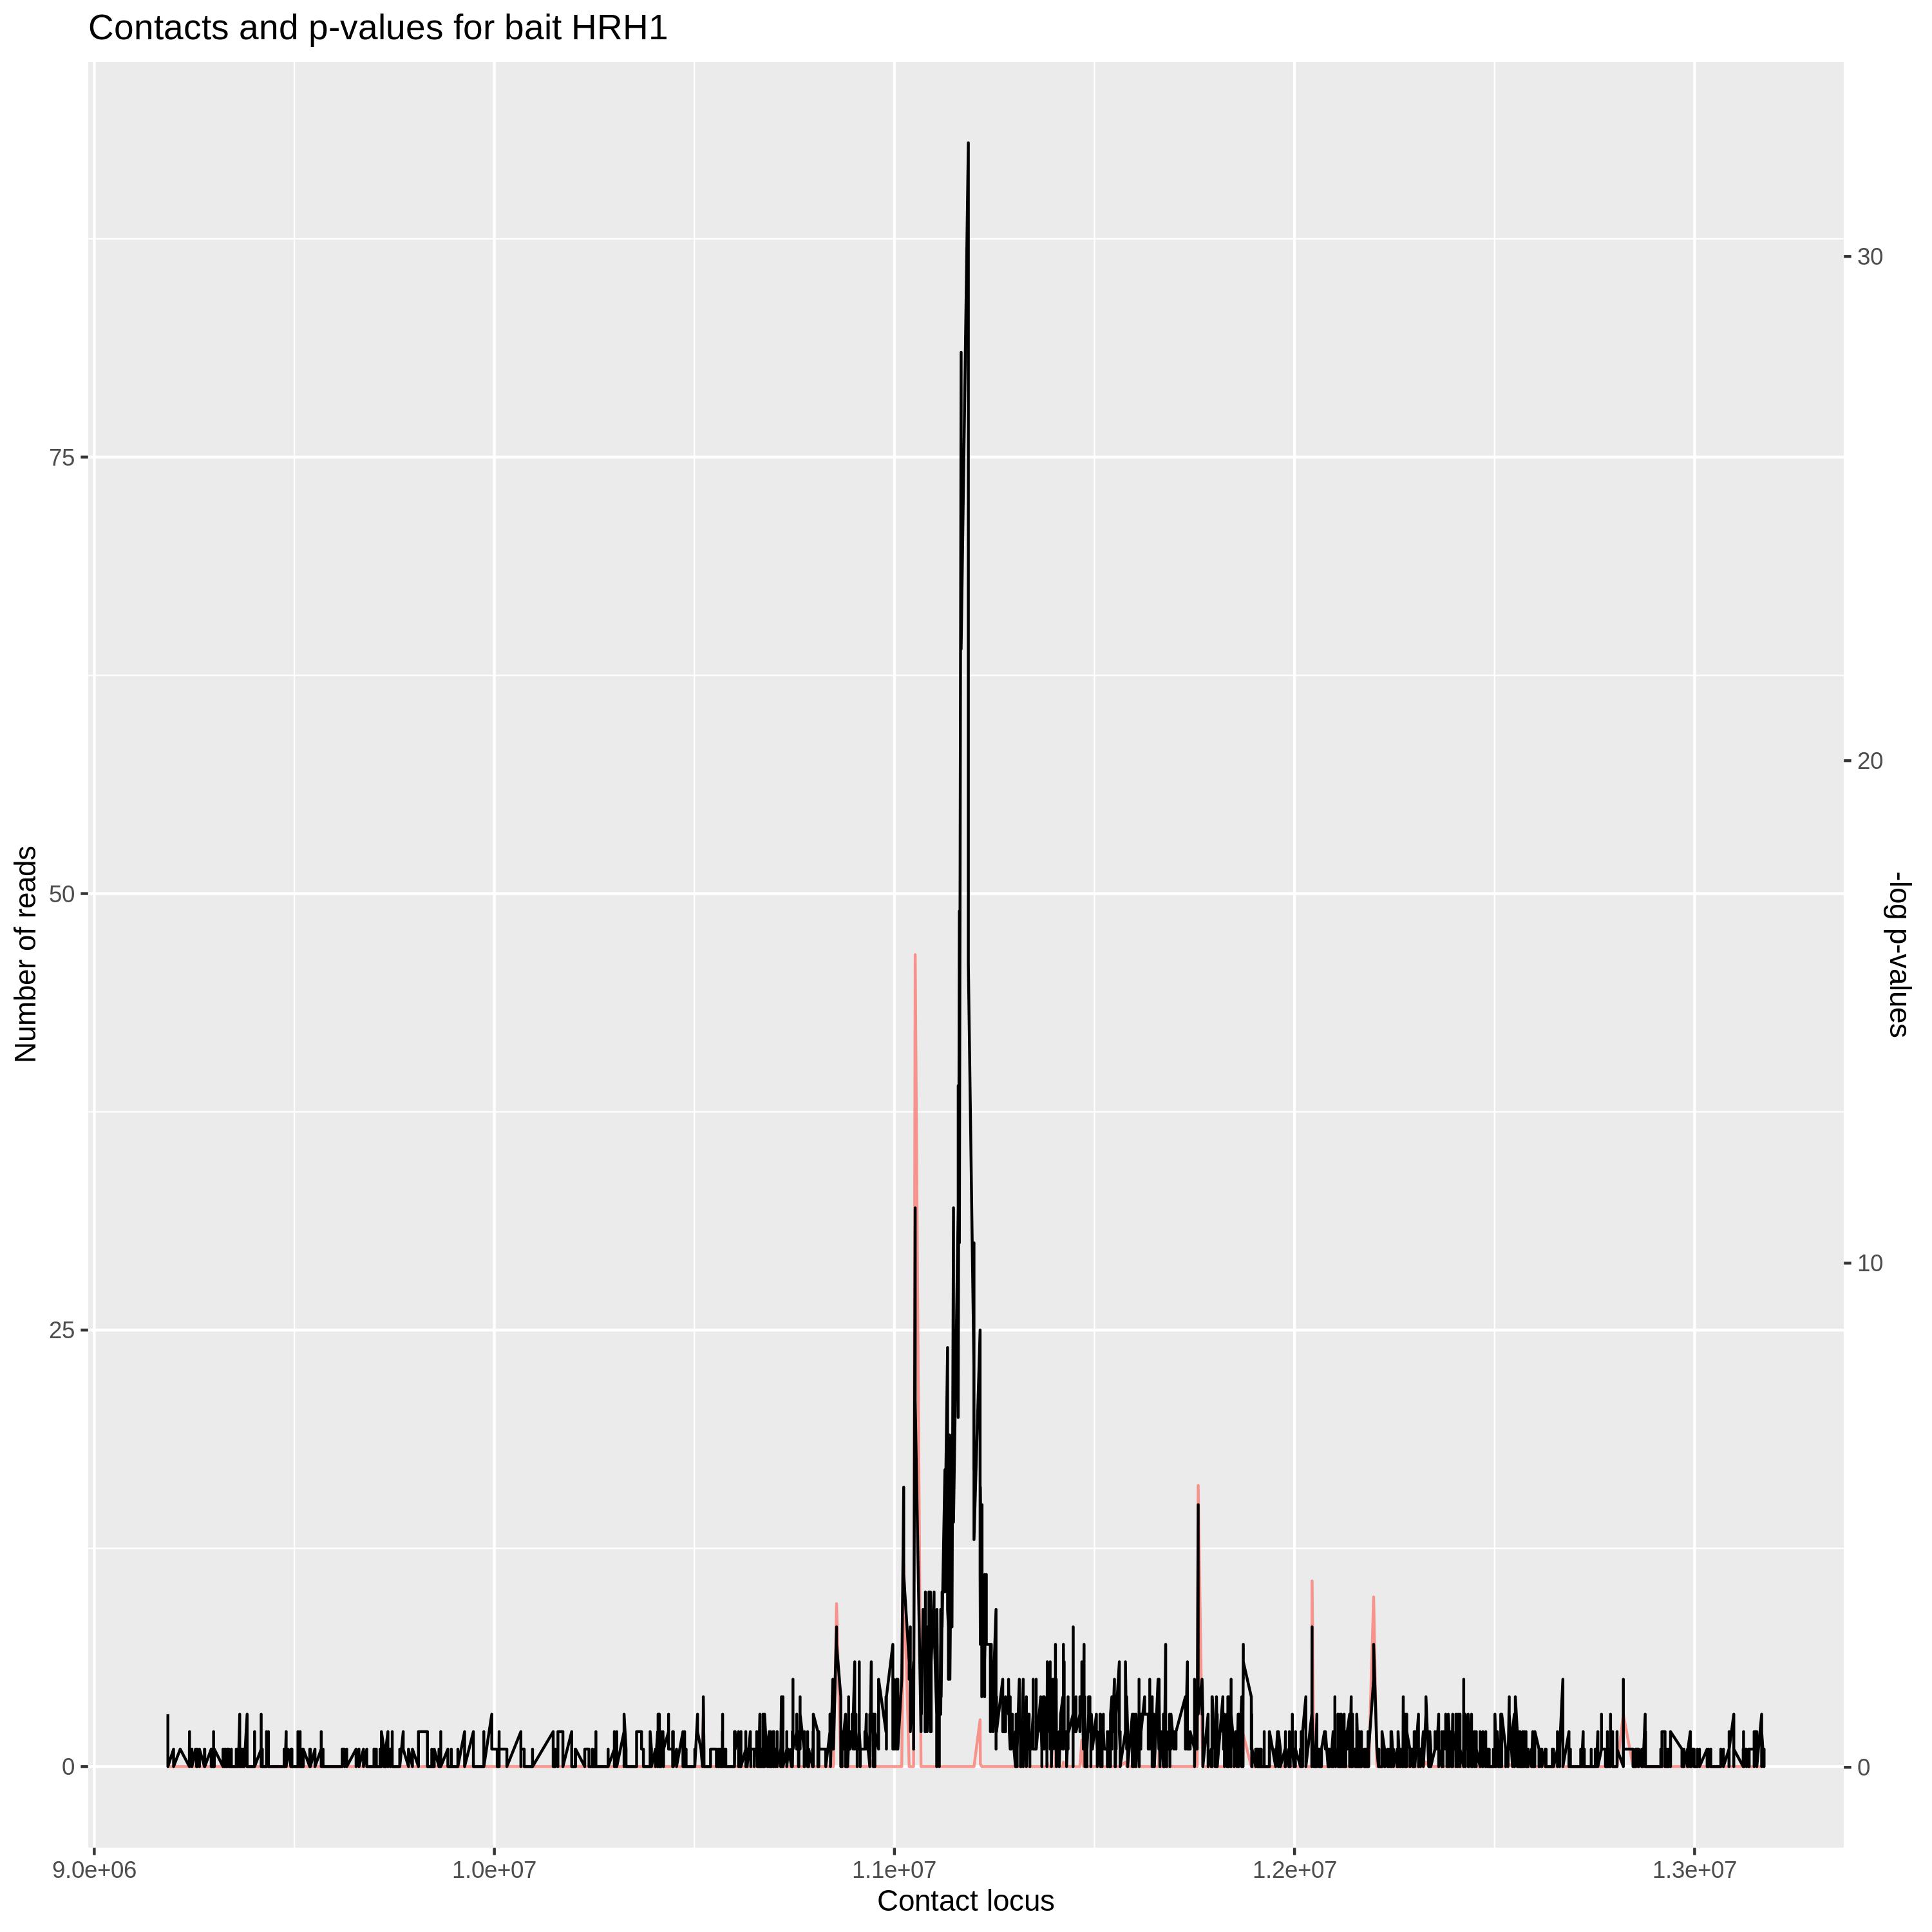 Contacts and p-values for bait HRH1
Number of reads
75
50
25
0
30
20
10
0
-log p-values
9.0e+06 1.0e+07 1.1e+07 1.2e+07 1.3e+07
Contact locus